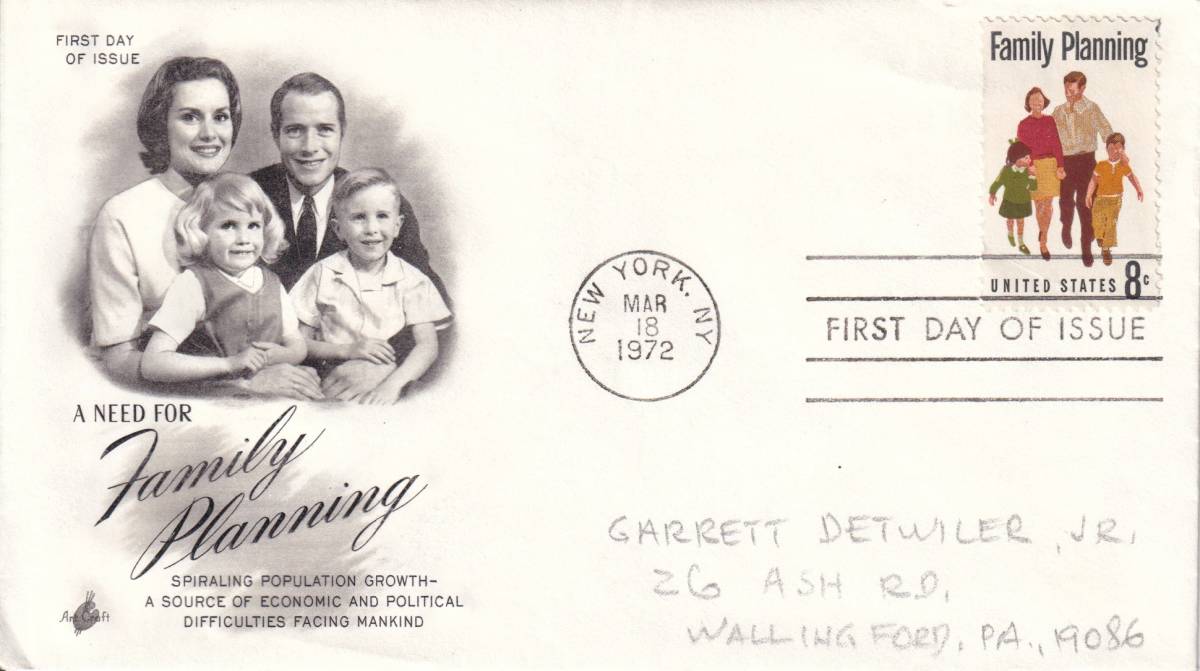 FIRST DAY
OF ISSUE
A NEED FOR
Family
Planning
SPIRALING POPULATION GROWTH–
A SOURCE OF ECONOMIC AND POLITICAL
DIFFICULTIES FACING MANKIND
Art Craft
NEW YORK, NY
MAR
18
1972
Family Planning
UNITED STATES 8c
FIRST DAY OF ISSUE
GARRETT DETWILER, JR.
26 ASH RD,
WALLINGFORD, PA., 19086